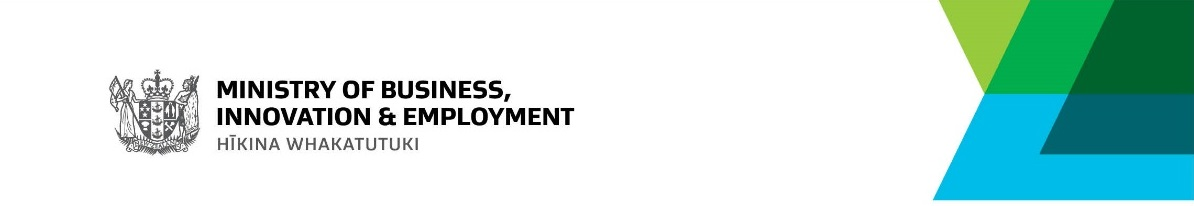 MINISTRY OF BUSINESS,
INNOVATION & EMPLOYMENT
HĪKINA WHAKATUTUKI